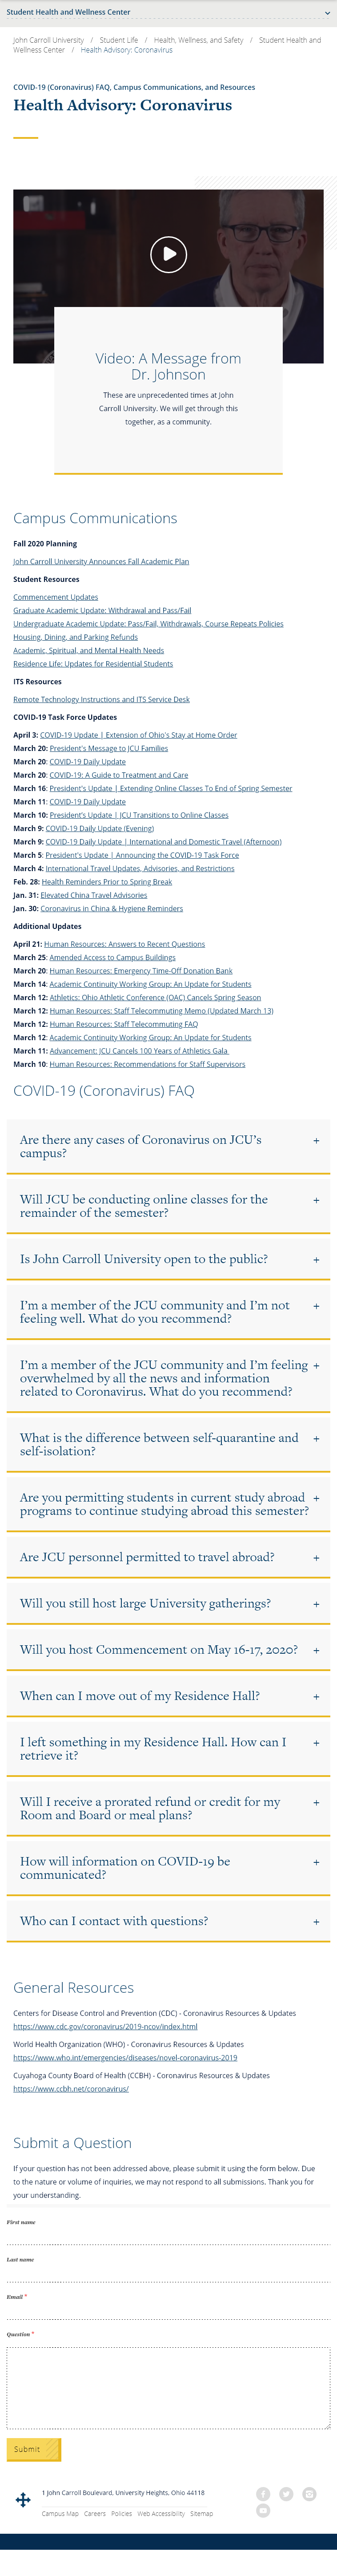 Student Health and Wellness Center
John Carroll University / Student Life / Health, Wellness, and Safety / Student Health and
Wellness Center / Health Advisory: Coronavirus
COVID-19 (Coronavirus) FAQ, Campus Communications, and Resources
Health Advisory: Coronavirus
Video: A Message from
Dr. Johnson
These are unprecedented times at John
Carroll University. We will get through this
together, as a community.
Campus Communications
Fall 2020 Planning
John Carroll University Announces Fall Academic Plan
Student Resources
Commencement Updates
Graduate Academic Update: Withdrawal and Pass/Fail
Undergraduate Academic Update: Pass/Fail, Withdrawals, Course Repeats Policies
Housing, Dining, and Parking Refunds
Academic, Spiritual, and Mental Health Needs
Residence Life: Updates for Residential Students
ITS Resources
Remote Technology Instructions and ITS Service Desk
COVID-19 Task Force Updates
April 3: COVID-19 Update | Extension of Ohio's Stay at Home Order
March 20: President's Message to JCU Families
March 20: COVID-19 Daily Update
March 20: COVID-19: A Guide to Treatment and Care
March 16: President's Update | Extending Online Classes To End of Spring Semester
March 11: COVID-19 Daily Update
March 10: President's Update | JCU Transitions to Online Classes
March 9: COVID-19 Daily Update (Evening)
March 9: COVID-19 Daily Update | International and Domestic Travel (Afternoon)
March 5: President's Update | Announcing the COVID-19 Task Force
March 4: International Travel Updates, Advisories, and Restrictions
Feb. 28: Health Reminders Prior to Spring Break
Jan. 31: Elevated China Travel Advisories
Jan. 30: Coronavirus in China & Hygiene Reminders
Additional Updates
April 21: Human Resources: Answers to Recent Questions
March 25: Amended Access to Campus Buildings
March 20: Human Resources: Emergency Time-Off Donation Bank
March 14: Academic Continuity Working Group: An Update for Students
March 12: Athletics: Ohio Athletic Conference (OAC) Cancels Spring Season
March 12: Human Resources: Staff Telecommuting Memo (Updated March 13)
March 12: Human Resources: Staff Telecommuting FAQ
March 12: Academic Continuity Working Group: An Update for Students
March 11: Advancement: JCU Cancels 100 Years of Athletics Gala
March 10: Human Resources: Recommendations for Staff Supervisors
COVID-19 (Coronavirus) FAQ
Are there any cases of Coronavirus on JCU's +
campus?
Will JCU be conducting online classes for the +
remainder of the semester?
Is John Carroll University open to the public? +
I'm a member of the JCU community and I'm not +
feeling well. What do you recommend?
I'm a member of the JCU community and I'm feeling +
overwhelmed by all the news and information
related to Coronavirus. What do you recommend?
What is the difference between self-quarantine and +
self-isolation?
Are you permitting students in current study abroad +
programs to continue studying abroad this semester?
Are JCU personnel permitted to travel abroad? +
Will you still host large University gatherings? +
Will you host Commencement on May 16-17, 2020? +
When can I move out of my Residence Hall? +
I left something in my Residence Hall. How can I +
retrieve it?
Will I receive a prorated refund or credit for my +
Room and Board or meal plans?
How will information on COVID-19 be +
communicated?
Who can I contact with questions? +
General Resources
Centers for Disease Control and Prevention (CDC) - Coronavirus Resources & Updates
https://www.cdc.gov/coronavirus/2019-ncov/index.html
World Health Organization (WHO) - Coronavirus Resources & Updates
https://www.who.int/emergencies/diseases/novel-coronavirus-2019
Cuyahoga County Board of Health (CCBH) - Coronavirus Resources & Updates
https://www.ccbh.net/coronavirus/
Submit a Question
If your question has not been addressed above, please submit it using the form below. Due
to the nature or volume of inquiries, we may not respond to all submissions. Thank you for
your understanding.
First name
Last name
Email *
Question *
Submit
1 John Carroll Boulevard, University Heights, Ohio 44118
Campus Map Careers Policies Web Accessibility Sitemap